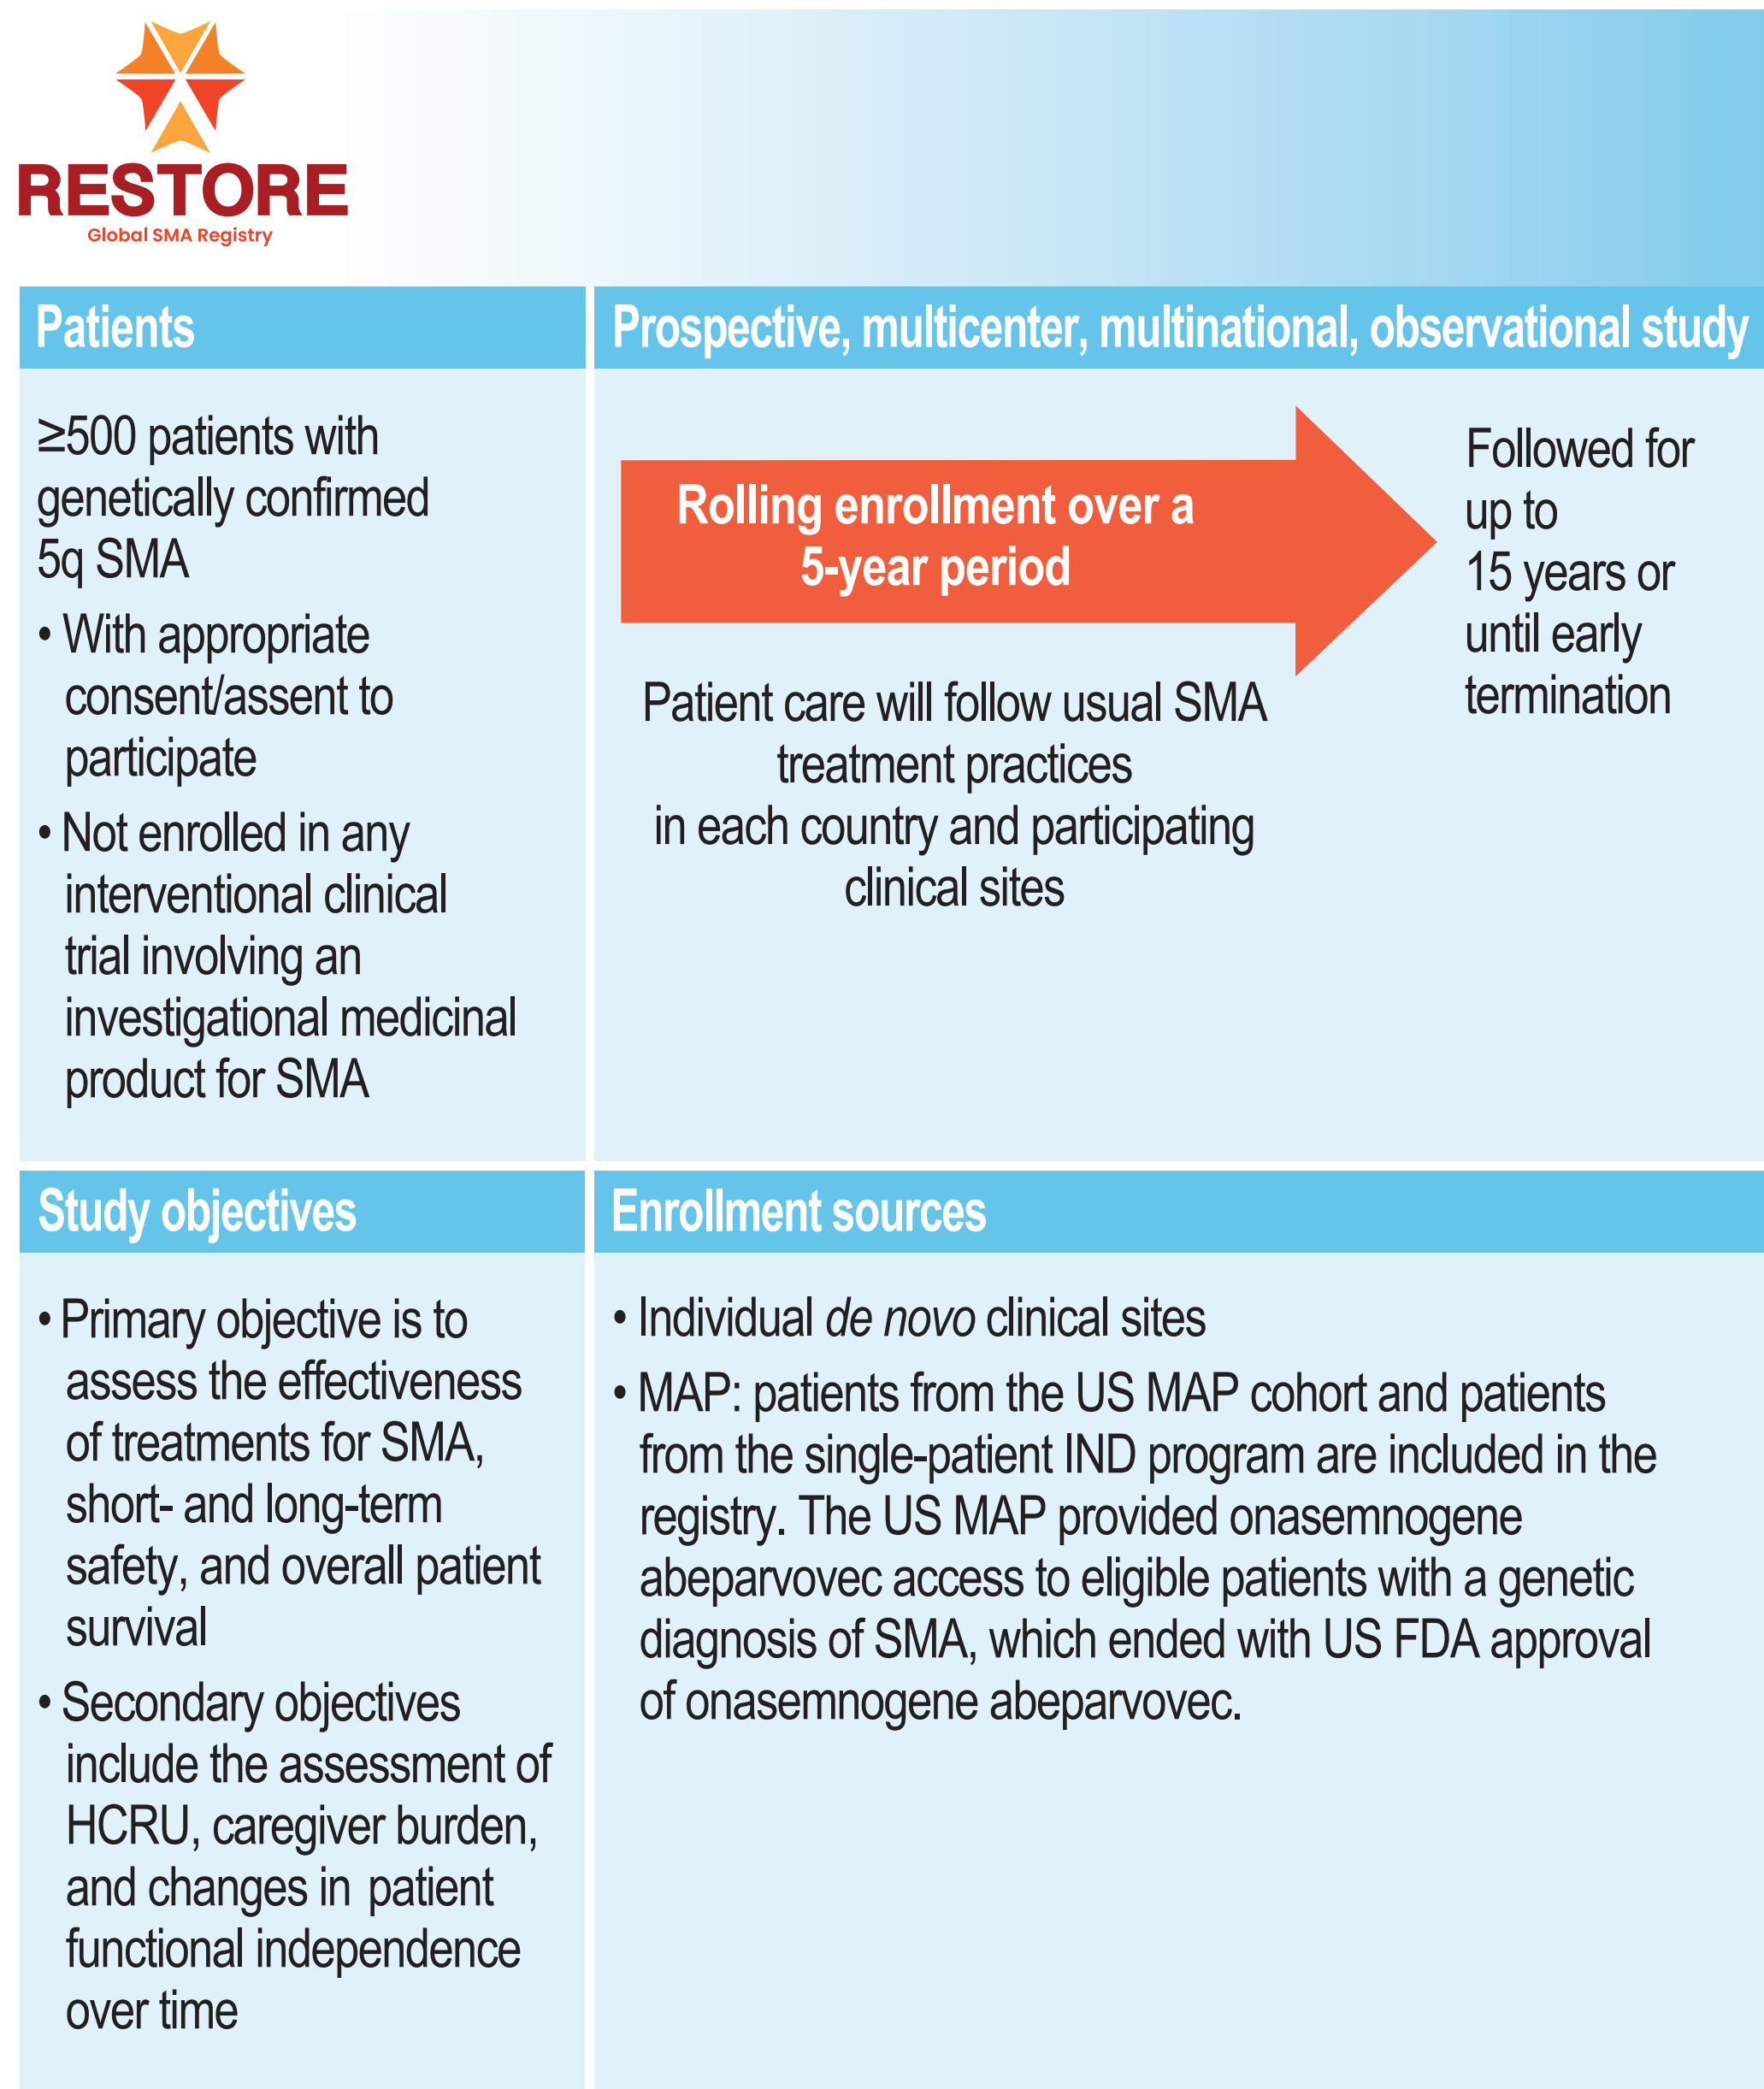 RESTORE
Global SMA Registry
Patients
≥500 patients with
genetically confirmed
5q SMA
• With appropriate
consent/assent to
participate
• Not enrolled in any
interventional clinical
trial involving an
investigational medicinal
product for SMA
Prospective, multicenter, multinational, observational study
Rolling enrollment over a
5-year period
Patient care will follow usual SMA
treatment practices
in each country and participating
clinical sites
Followed for
up to
15 years or
until early
termination
Study objectives
• Primary objective is to
assess the effectiveness
of treatments for SMA,
short- and long-term
safety, and overall patient
survival
• Secondary objectives
include the assessment of
HCRU, caregiver burden,
and changes in patient
functional independence
over time
Enrollment sources
• Individual de novo clinical sites
• MAP: patients from the US MAP cohort and patients
from the single-patient IND program are included in the
registry. The US MAP provided onasemnogene
abeparvovec access to eligible patients with a genetic
diagnosis of SMA, which ended with US FDA approval
of onasemnogene abeparvovec.